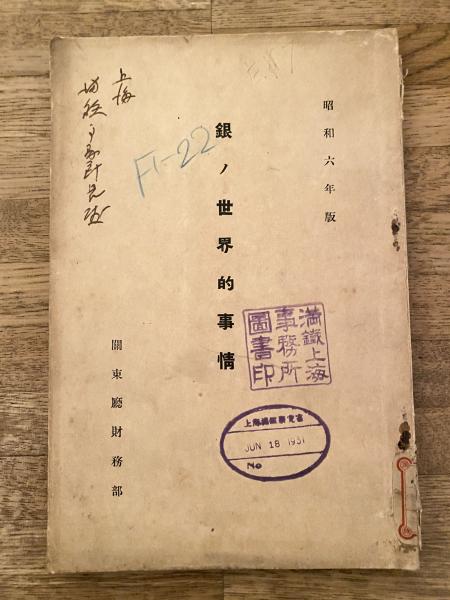 昭和六年版
銀ノ世界的事情
關東廳財務部
上海
F1-22
滿鐵上海
事務所
圖書印
JUN 18 1931
No